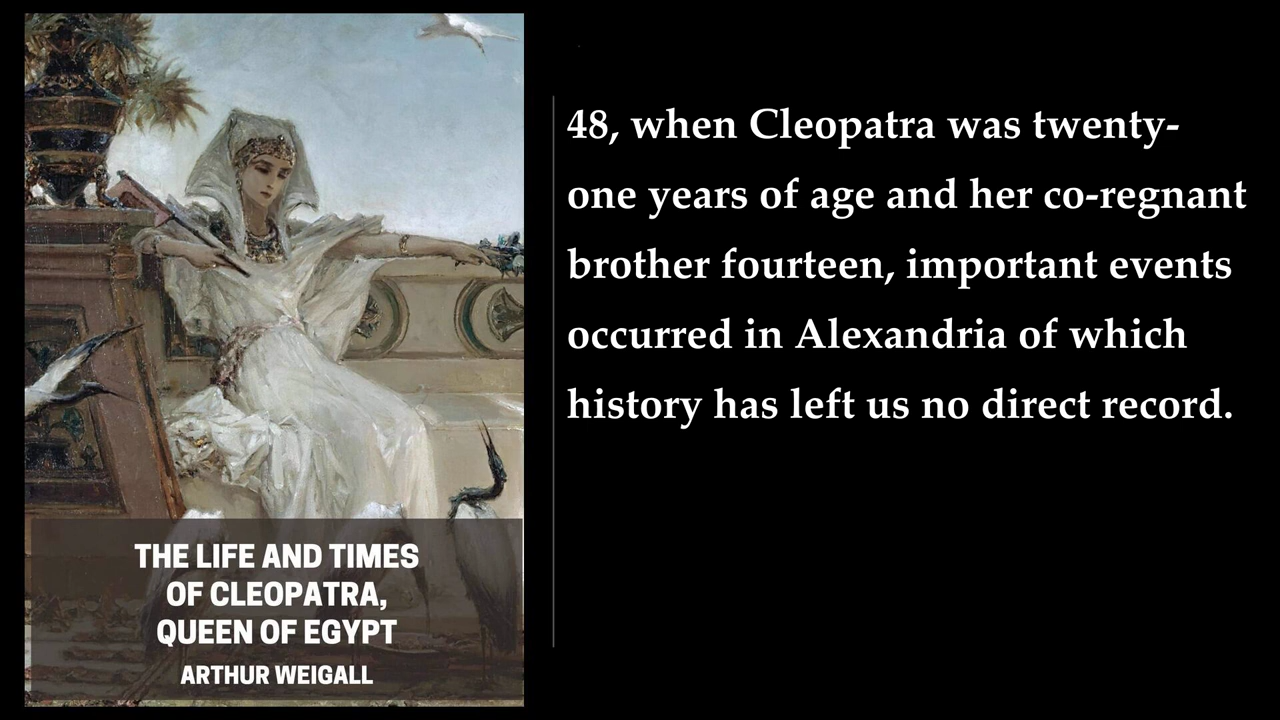 THE LIFE AND TIMES
OF CLEOPATRA,
QUEEN OF EGYPT
ARTHUR WEIGALL
48, when Cleopatra was twenty-
one years of age and her co-regnant
brother fourteen, important events
occurred in Alexandria of which
history has left us no direct record.